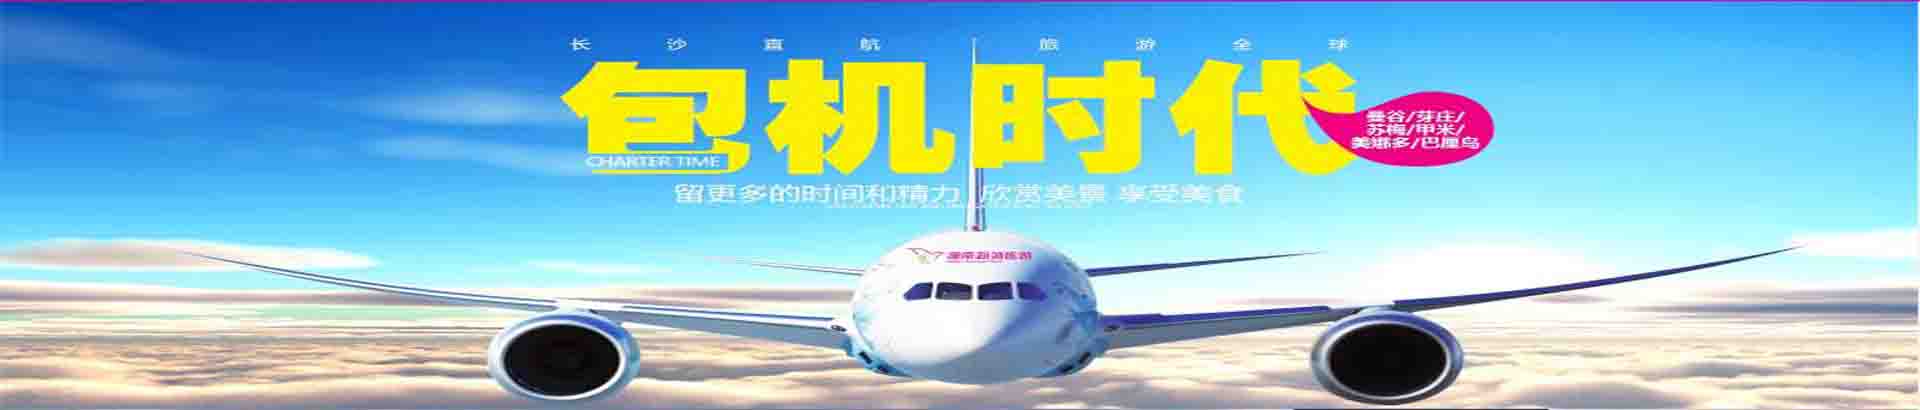 长沙直航 旅游全球
包机时代
CHARTER TIME
曼谷/芽庄/
苏梅/甲米/
美娜多/巴厘岛
留更多的时间和精力 欣赏美景 享受美食